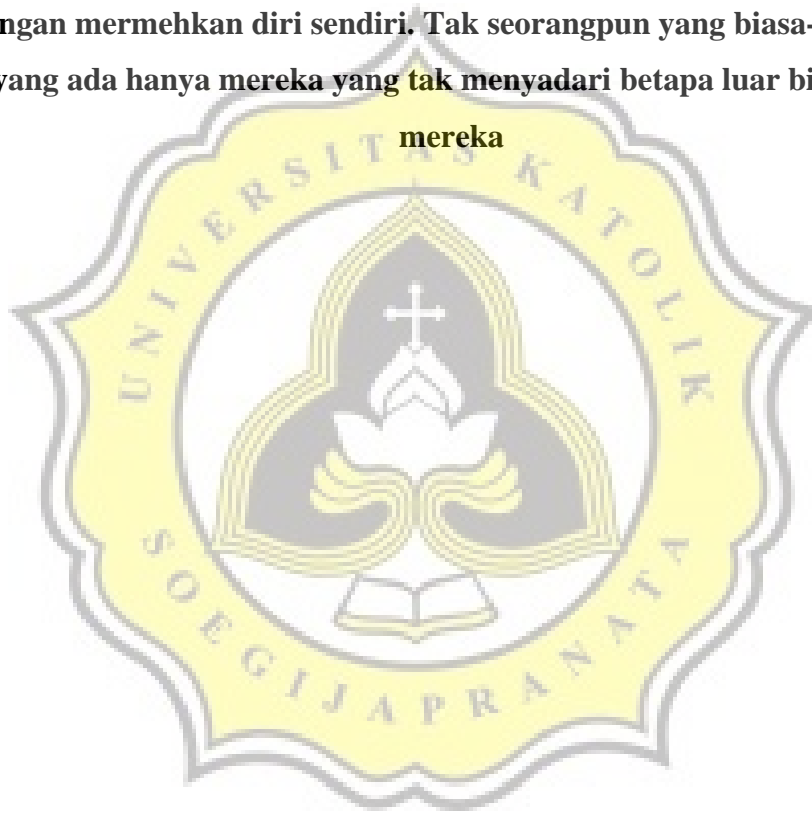 ngan mermehkan diri sendiri. Tak seorangpun yang biasa-
yang ada hanya mereka yang tak menyadari betapa luar bi
mereka
UNIVERSITAS KATOLIK
SOEGIJAPRANATA